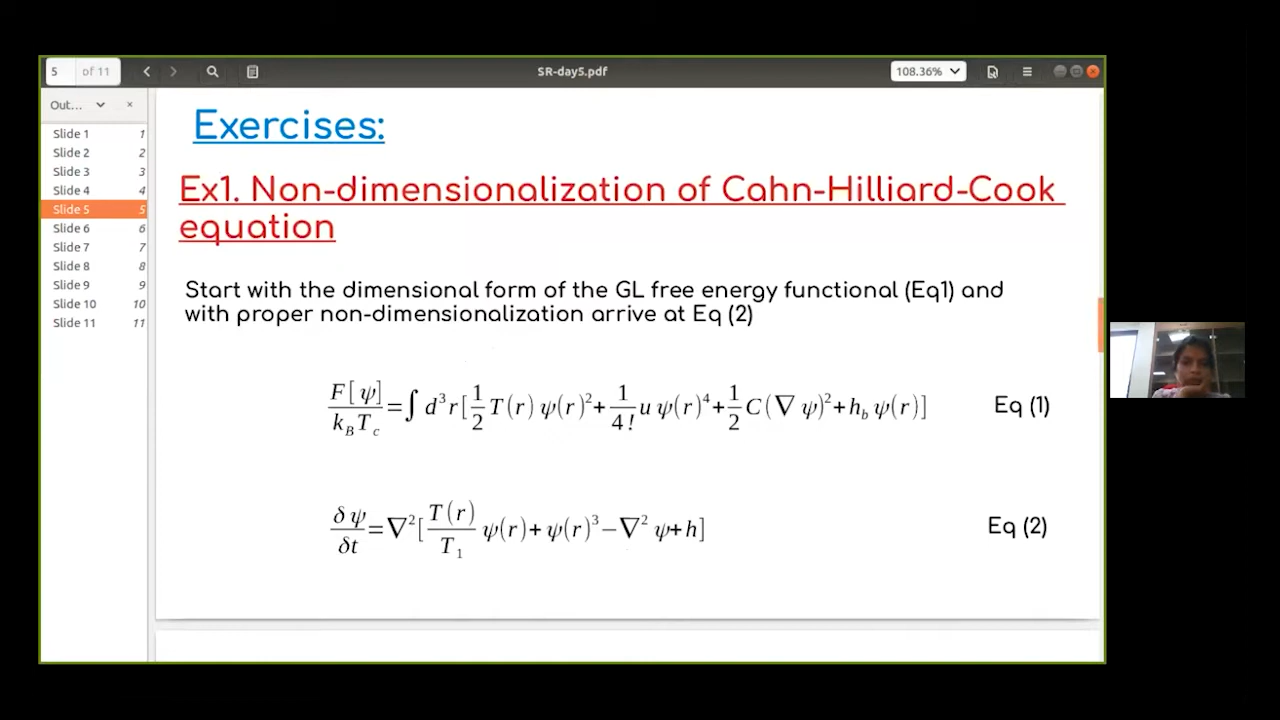 5 of 11
SR-day5.pdf
108.36%
Out...
Slide 1 1
Slide 2 2
Slide 3 3
Slide 4 4
Slide 5 5
Slide 6 6
Slide 7 7
Slide 8 8
Slide 9 9
Slide 10 10
Slide 11 11
Exercises:
Ex1. Non-dimensionalization of Cahn-Hilliard-Cook
equation
Start with the dimensional form of the GL free energy functional (Eq1) and
with proper non-dimensionalization arrive at Eq (2)
F[ψ]/k_B T_c=∫ d³r[1/2 T(r) ψ(r)²+1/4! u ψ(r)⁴+1/2 C(∇ψ)²+h_b ψ(r)] Eq (1)
δψ/δt=∇²[T(r)/T₁ ψ(r)+ψ(r)³−∇²ψ+h] Eq (2)